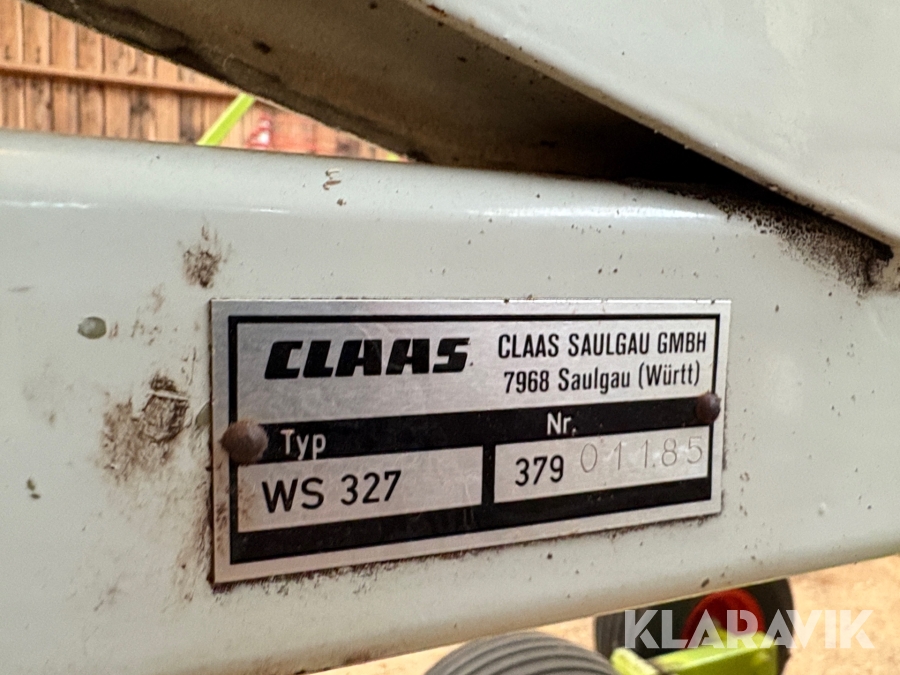 CLAAS
CLAAS SAULGAU GMBH
7968 Saulgau (Württ)
Typ
Nr.
WS 327
379 01185
KLARAVIK